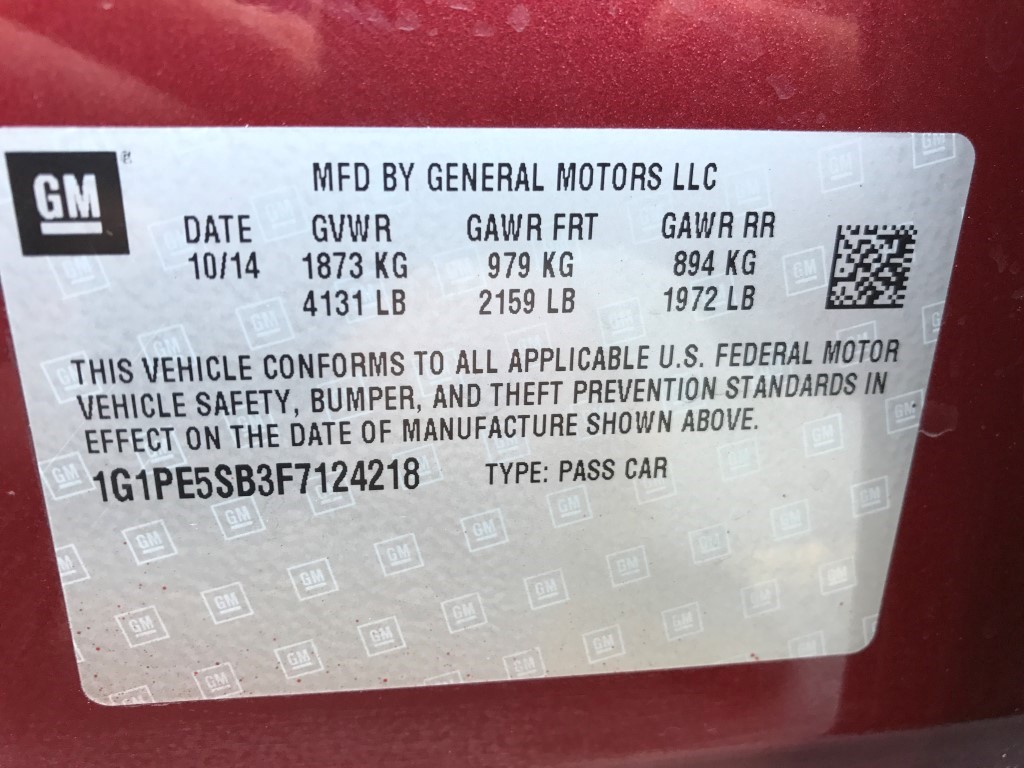 GM
MFD BY GENERAL MOTORS LLC
DATE GVWR GAWR FRT GAWR RR
10/14 1873 KG 979 KG 894 KG
4131 LB 2159 LB 1972 LB
THIS VEHICLE CONFORMS TO ALL APPLICABLE U.S. FEDERAL MOTOR
VEHICLE SAFETY, BUMPER, AND THEFT PREVENTION STANDARDS IN
EFFECT ON THE DATE OF MANUFACTURE SHOWN ABOVE.
1G1PE5SB3F7124218 TYPE: PASS CAR